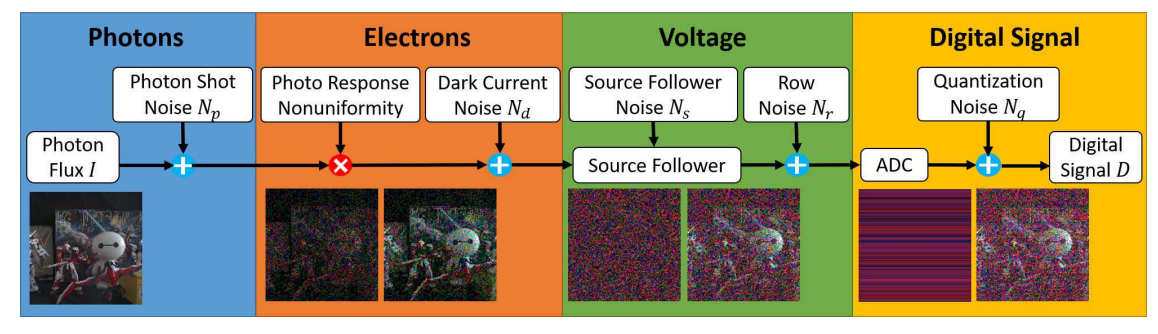 Photons
Electrons
Voltage
Digital Signal
Photon Shot
Noise N_p
Photo Response
Nonuniformity
Dark Current
Noise N_d
Source Follower
Noise N_s
Row
Noise N_r
Quantization
Noise N_q
Photon
Flux I
Source Follower
ADC
Digital
Signal D